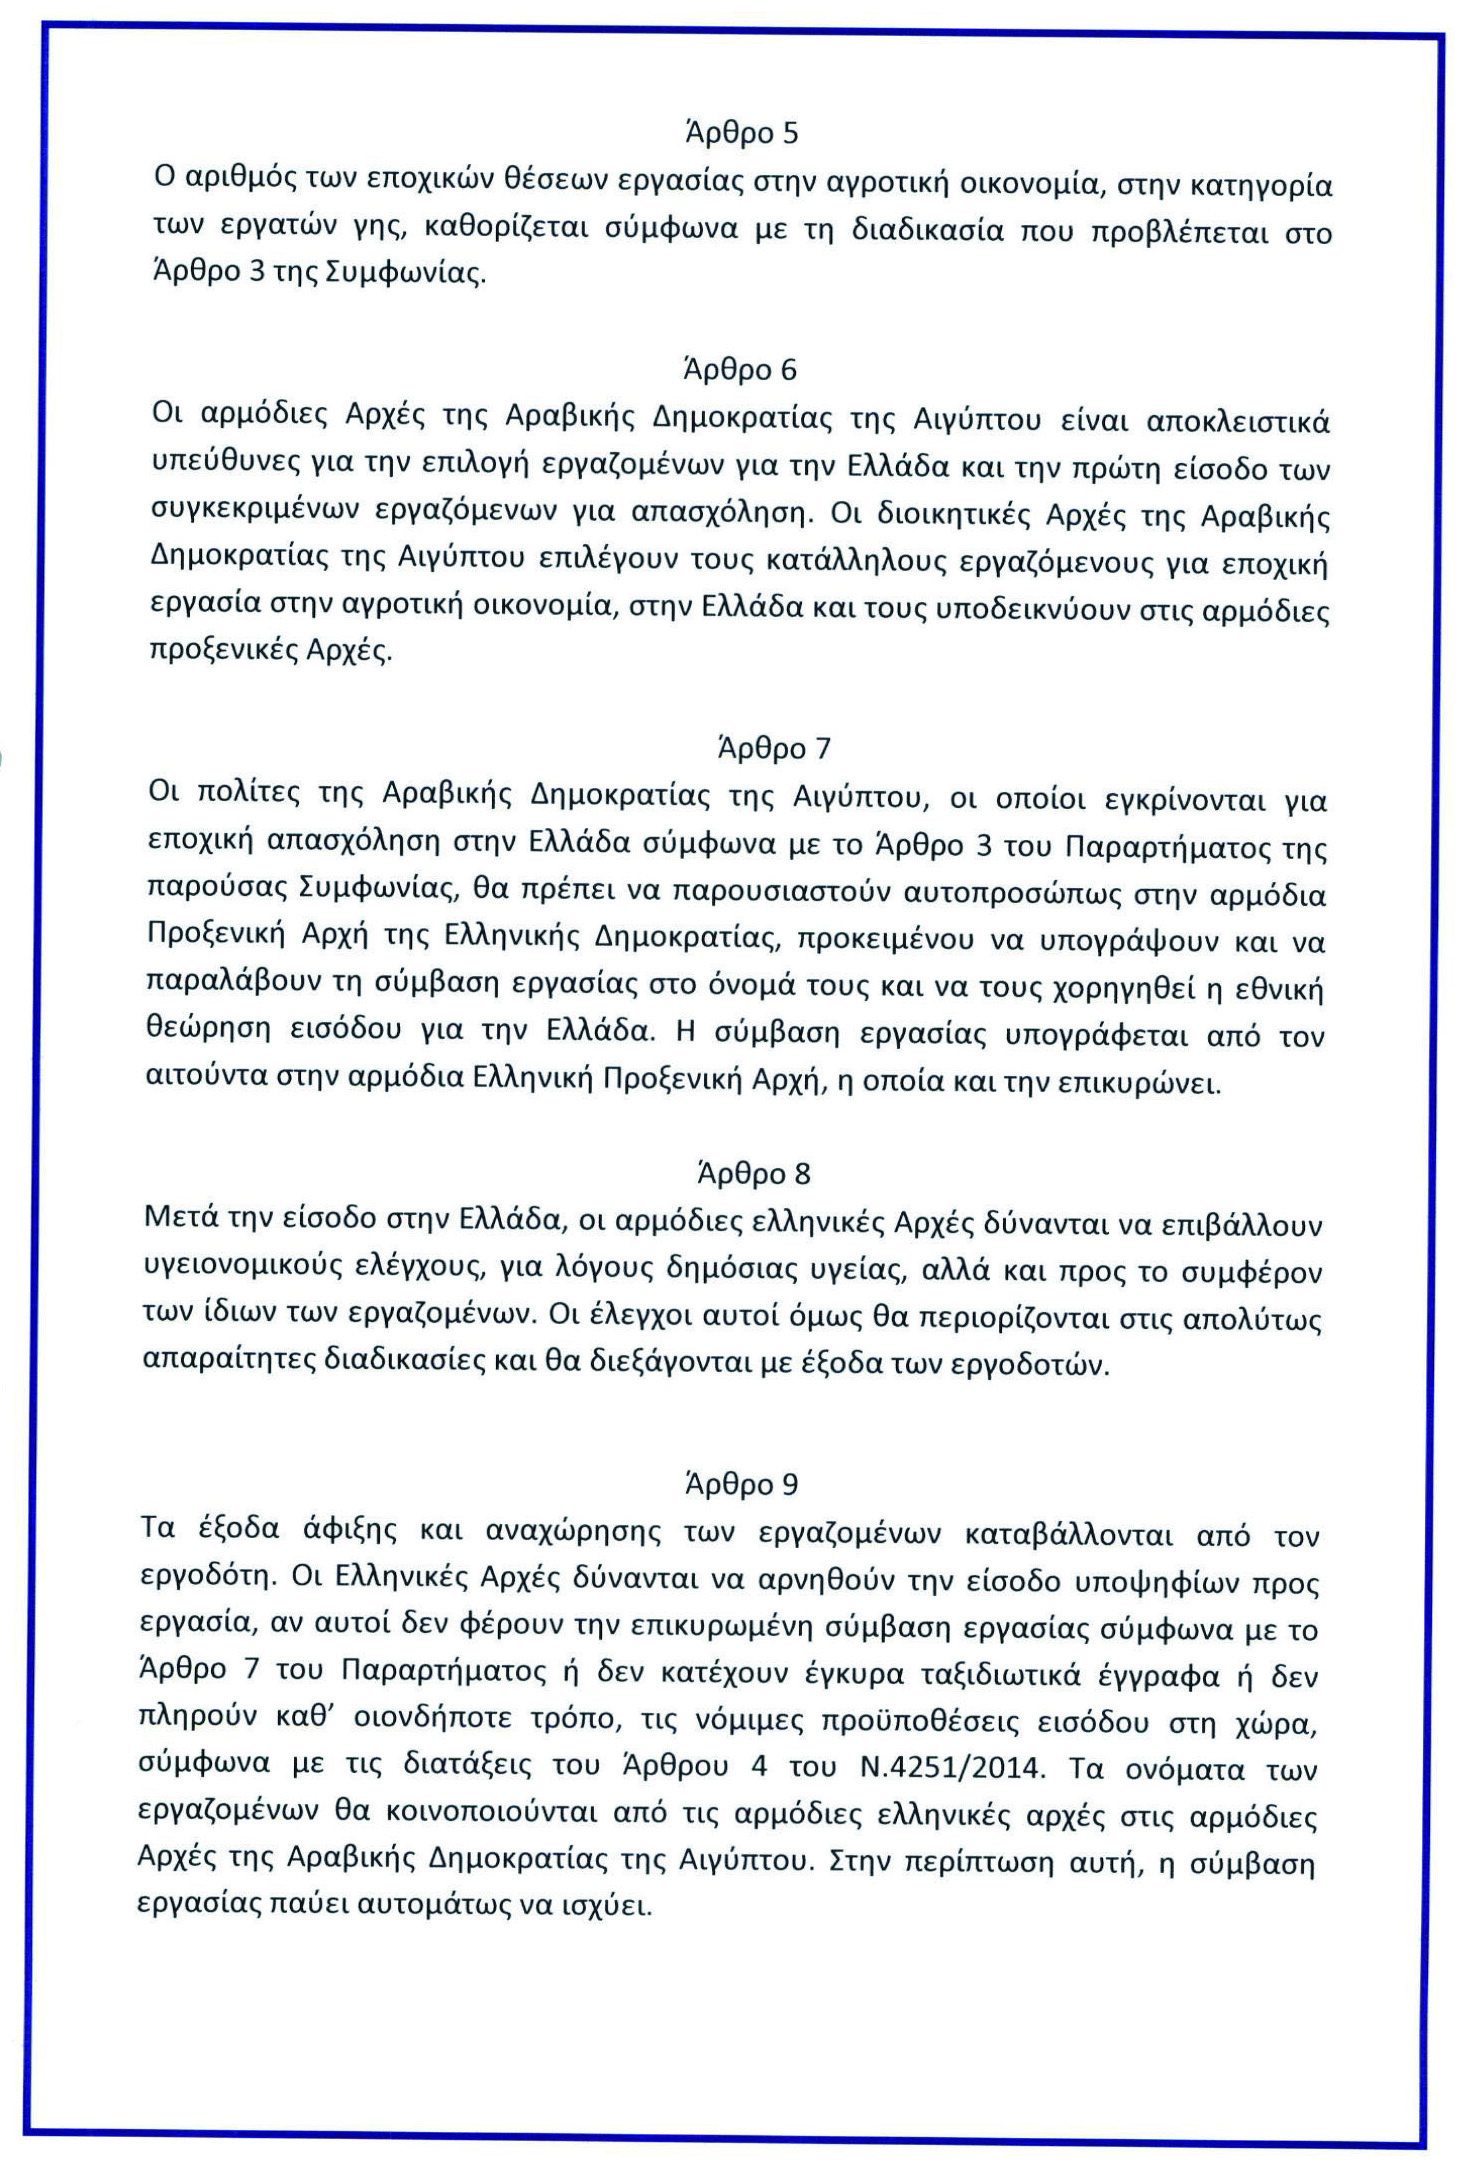 Άρθρο 5
Ο αριθμός των εποχικών θέσεων εργασίας στην αγροτική οικονομία, στην κατηγορία
των εργατών γης, καθορίζεται σύμφωνα με τη διαδικασία που προβλέπεται στο
Άρθρο 3 της Συμφωνίας.
Άρθρο 6
Οι αρμόδιες Αρχές της Αραβικής Δημοκρατίας της Αιγύπτου είναι αποκλειστικά
υπεύθυνες για την επιλογή εργαζομένων για την Ελλάδα και την πρώτη είσοδο των
συγκεκριμένων εργαζόμενων για απασχόληση. Οι διοικητικές Αρχές της Αραβικής
Δημοκρατίας της Αιγύπτου επιλέγουν τους κατάλληλους εργαζόμενους για εποχική
εργασία στην αγροτική οικονομία, στην Ελλάδα και τους υποδεικνύουν στις αρμόδιες
προξενικές Αρχές.
Άρθρο 7
Οι πολίτες της Αραβικής Δημοκρατίας της Αιγύπτου, οι οποίοι εγκρίνονται για
εποχική απασχόληση στην Ελλάδα σύμφωνα με το Άρθρο 3 του Παραρτήματος της
παρούσας Συμφωνίας, θα πρέπει να παρουσιαστούν αυτοπροσώπως στην αρμόδια
Προξενική Αρχή της Ελληνικής Δημοκρατίας, προκειμένου να υπογράψουν και να
παραλάβουν τη σύμβαση εργασίας στο όνομά τους και να τους χορηγηθεί η εθνική
θεώρηση εισόδου για την Ελλάδα. Η σύμβαση εργασίας υπογράφεται από τον
αιτούντα στην αρμόδια Ελληνική Προξενική Αρχή, η οποία και την επικυρώνει.
Άρθρο 8
Μετά την είσοδο στην Ελλάδα, οι αρμόδιες ελληνικές Αρχές δύνανται να επιβάλλουν
υγειονομικούς ελέγχους, για λόγους δημόσιας υγείας, αλλά και προς το συμφέρον
των ίδιων των εργαζομένων. Οι έλεγχοι αυτοί όμως θα περιορίζονται στις απολύτως
απαραίτητες διαδικασίες και θα διεξάγονται με έξοδα των εργοδοτών.
Άρθρο 9
Τα έξοδα άφιξης και αναχώρησης των εργαζομένων καταβάλλονται από τον
εργοδότη. Οι Ελληνικές Αρχές δύνανται να αρνηθούν την είσοδο υποψηφίων προς
εργασία, αν αυτοί δεν φέρουν την επικυρωμένη σύμβαση εργασίας σύμφωνα με το
Άρθρο 7 του Παραρτήματος ή δεν κατέχουν έγκυρα ταξιδιωτικά έγγραφα ή δεν
πληρούν καθ’ οιονδήποτε τρόπο, τις νόμιμες προϋποθέσεις εισόδου στη χώρα,
σύμφωνα με τις διατάξεις του Άρθρου 4 του Ν.4251/2014. Τα ονόματα των
εργαζομένων θα κοινοποιούνται από τις αρμόδιες ελληνικές αρχές στις αρμόδιες
Αρχές της Αραβικής Δημοκρατίας της Αιγύπτου. Στην περίπτωση αυτή, η σύμβαση
εργασίας παύει αυτομάτως να ισχύει.